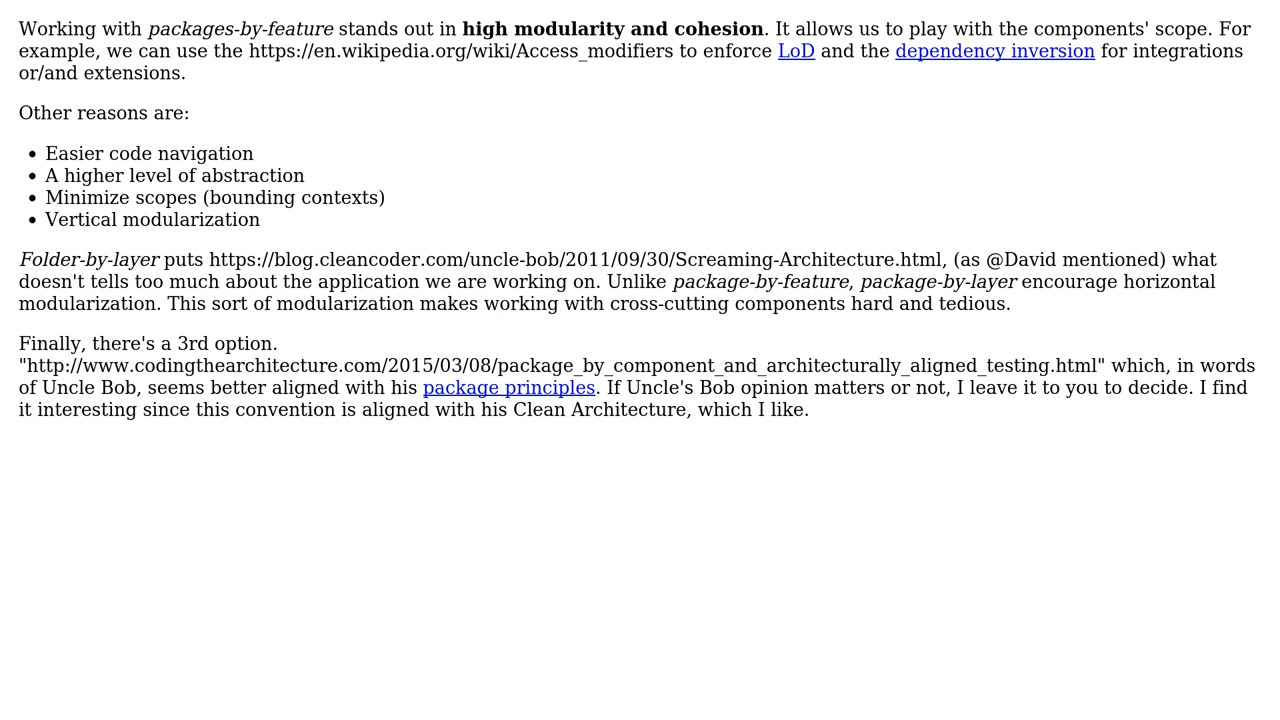 Working with packages-by-feature stands out in high modularity and cohesion. It allows us to play with the components' scope. For
example, we can use the https://en.wikipedia.org/wiki/Access_modifiers to enforce LoD and the dependency inversion for integrations
or/and extensions.
Other reasons are:
• Easier code navigation
• A higher level of abstraction
• Minimize scopes (bounding contexts)
• Vertical modularization
Folder-by-layer puts https://blog.cleancoder.com/uncle-bob/2011/09/30/Screaming-Architecture.html, (as @David mentioned) what
doesn't tells too much about the application we are working on. Unlike package-by-feature, package-by-layer encourage horizontal
modularization. This sort of modularization makes working with cross-cutting components hard and tedious.
Finally, there's a 3rd option.
"http://www.codingthearchitecture.com/2015/03/08/package_by_component_and_architecturally_aligned_testing.html" which, in words
of Uncle Bob, seems better aligned with his package principles. If Uncle's Bob opinion matters or not, I leave it to you to decide. I find
it interesting since this convention is aligned with his Clean Architecture, which I like.